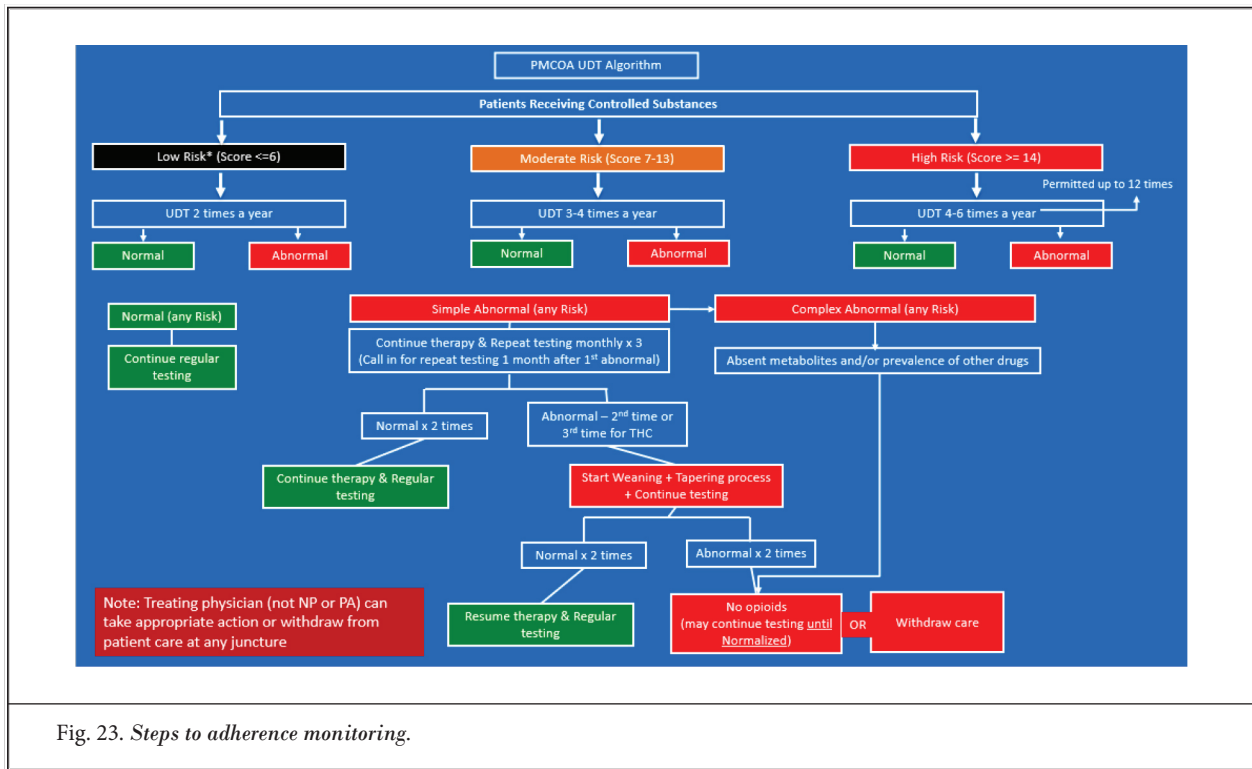 PMCOA UDT Algorithm
Patients Receiving Controlled Substances
Low Risk* (Score <=6)
Moderate Risk (Score 7-13)
High Risk (Score >= 14)
Permitted up to 12 times
UDT 2 times a year
UDT 3-4 times a year
UDT 4-6 times a year
Normal
Abnormal
Normal
Abnormal
Normal
Abnormal
Normal (any Risk)
Continue regular
testing
Simple Abnormal (any Risk)
Complex Abnormal (any Risk)
Continue therapy & Repeat testing monthly x 3
(Call in for repeat testing 1 month after 1st abnormal)
Absent metabolites and/or prevalence of other drugs
Normal x 2 times
Abnormal – 2nd time or
3rd time for THC
Continue therapy & Regular
testing
Start Weaning + Tapering process
+ Continue testing
Normal x 2 times
Abnormal x 2 times
Note: Treating physician (not NP or PA) can
take appropriate action or withdraw from
patient care at any juncture
Resume therapy & Regular
testing
No opioids
(may continue testing until
Normalized)
OR
Withdraw care
Fig. 23. Steps to adherence monitoring.